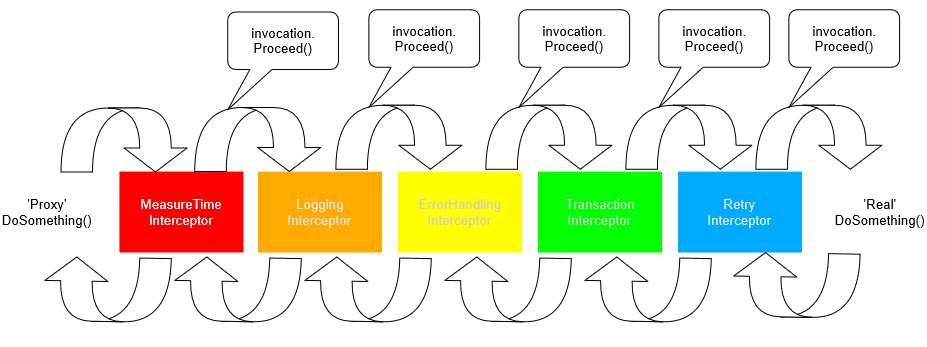 invocation.
Proceed()
invocation.
Proceed()
invocation.
Proceed()
invocation.
Proceed()
invocation.
Proceed()
'Proxy'
DoSomething()
MeasureTime
Interceptor
Logging
Interceptor
ErrorHandling
Interceptor
Transaction
Interceptor
Retry
Interceptor
'Real'
DoSomething()